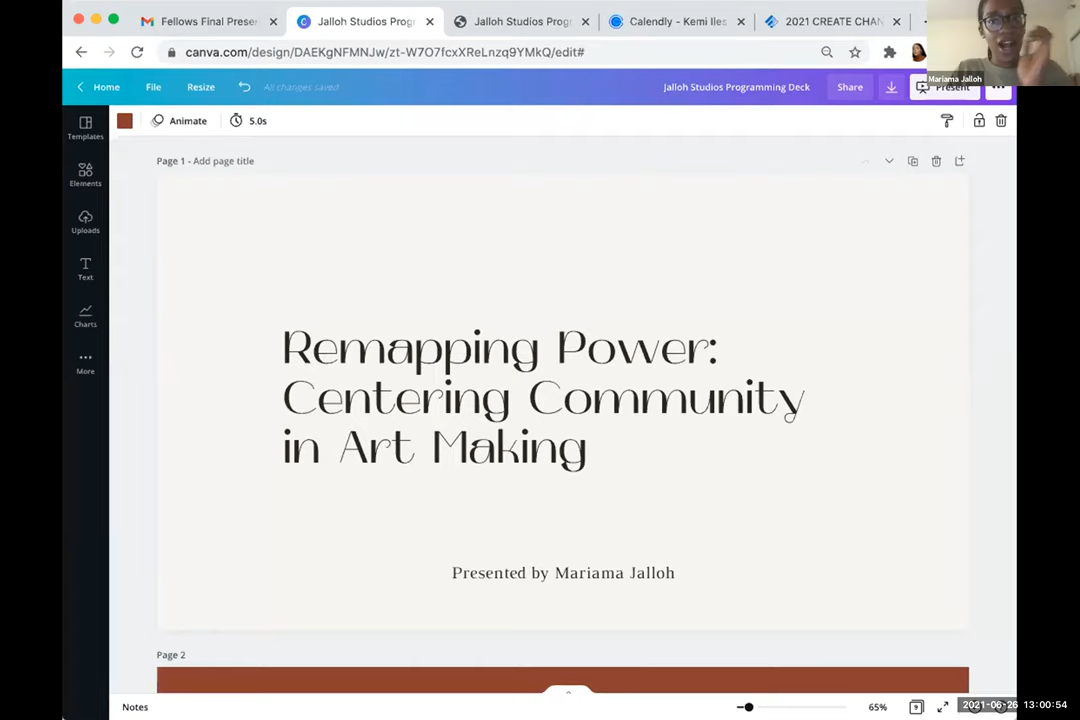 Fellows Final Preser
Jalloh Studios Progr
Jalloh Studios Progr
Calendly - Kemi Iles
2021 CREATE CHAN
canva.com/design/DAEKgNFMNJw/zt-W7O7fcxXReLnzq9YMkQ/edit#
Mariama Jalloh
Home
File
Resize
All changes saved
Jalloh Studios Programming Deck
Share
Present
Templates
Elements
Uploads
Text
Charts
More
Animate
5.0s
Page 1 - Add page title
Remapping Power:
Centering Community
in Art Making
Presented by Mariama Jalloh
Page 2
Notes
65%
9
2021-06-26 13:00:54